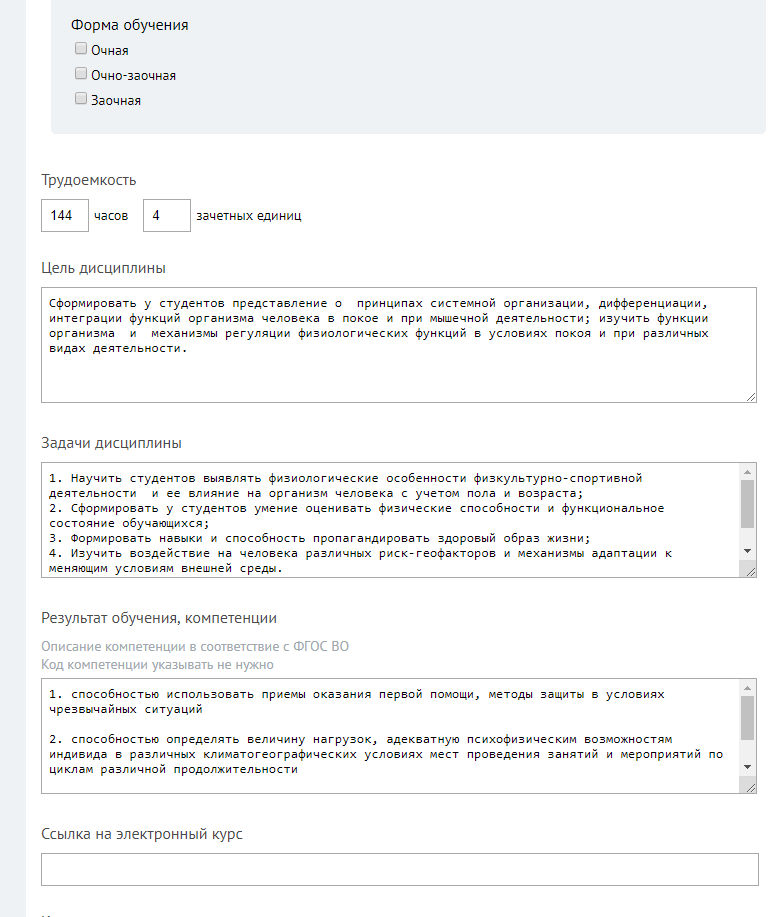 Форма обучения
Очная
Очно-заочная
Заочная
Трудоемкость
144 часов 4 зачетных единиц
Цель дисциплины
Сформировать у студентов представление о  принципах системной организации, дифференциации,
интеграции функций организма человека в покое и при мышечной деятельности; изучить функции
организма  и  механизмы регуляции физиологических функций в условиях покоя и при различных
видах деятельности.
Задачи дисциплины
1. Научить студентов выявлять физиологические особенности физкультурно-спортивной
деятельности  и ее влияние на организм человека с учетом пола и возраста;
2. Сформировать у студентов умение оценивать физические способности и функциональное
состояние обучающихся;
3. Формировать навыки и способность пропагандировать здоровый образ жизни;
4. Изучить воздействие на человека различных риск-геофакторов и механизмы адаптации к
меняющим условиям внешней среды.
Результат обучения, компетенции
Описание компетенции в соответствие с ФГОС ВО
Код компетенции указывать не нужно
1. способностью использовать приемы оказания первой помощи, методы защиты в условиях
чрезвычайных ситуаций
2. способностью определять величину нагрузок, адекватную психофизическим возможностям
индивида в различных климатогеографических условиях мест проведения занятий и мероприятий по
циклам различной продолжительности
Ссылка на электронный курс